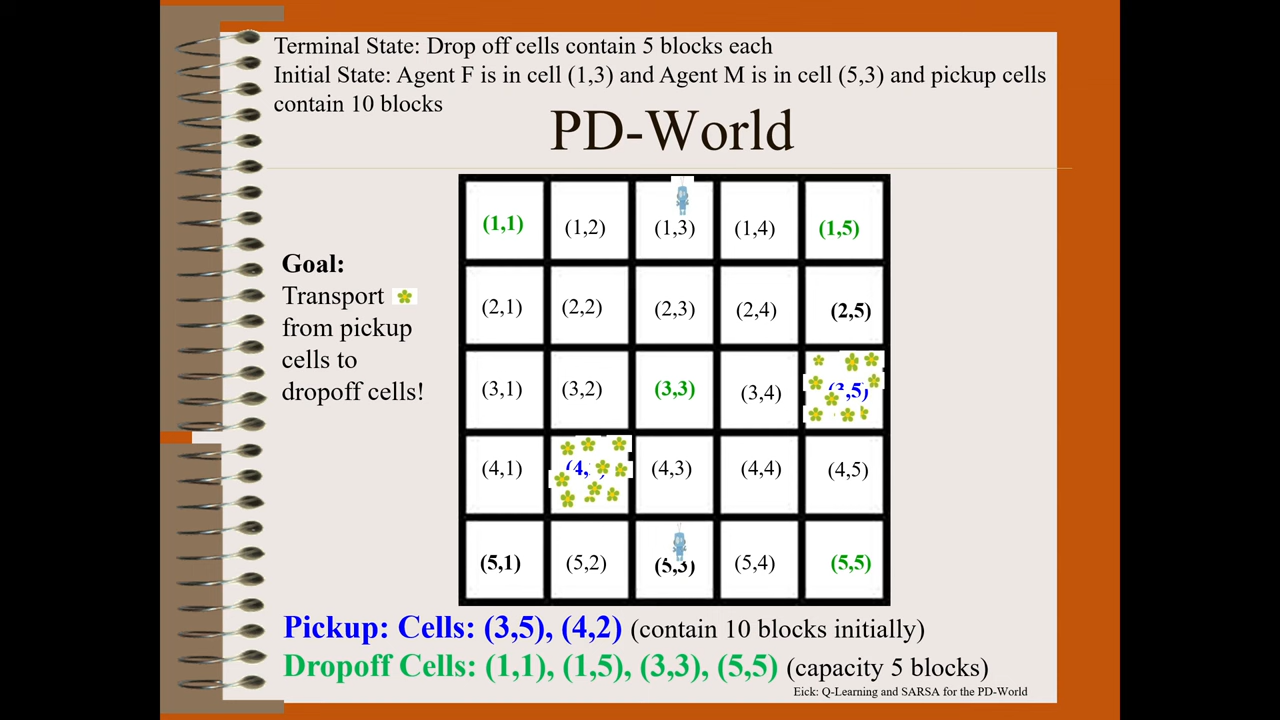 Terminal State: Drop off cells contain 5 blocks each
Initial State: Agent F is in cell (1,3) and Agent M is in cell (5,3) and pickup cells
contain 10 blocks
PD-World
Goal:
Transport
from pickup
cells to
dropoff cells!
(1,1) (1,2) (1,3) (1,4) (1,5)
(2,1) (2,2) (2,3) (2,4) (2,5)
(3,1) (3,2) (3,3) (3,4) (3,5)
(4,1) (4, (4,3) (4,4) (4,5)
(5,1) (5,2) (5,3) (5,4) (5,5)
Pickup: Cells: (3,5), (4,2) (contain 10 blocks initially)
Dropoff Cells: (1,1), (1,5), (3,3), (5,5) (capacity 5 blocks)
Eick: Q-Learning and SARSA for the PD-World